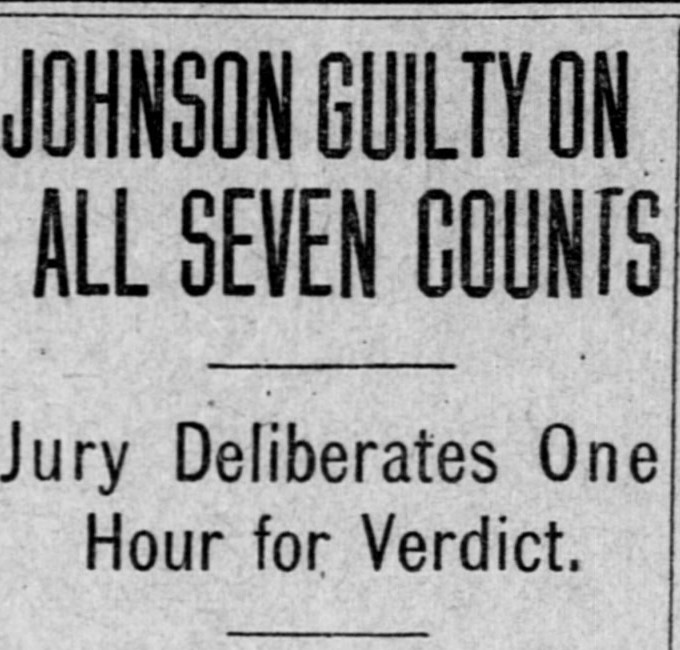 JOHNSON GUILTY ON
ALL SEVEN COUNTS
Jury Deliberates One
Hour for Verdict.